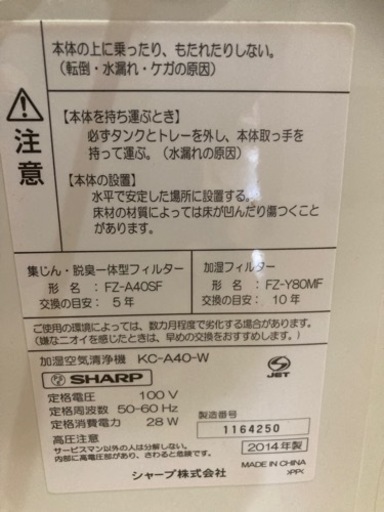 本体の上に乗ったり、もたれたりしない。
（転倒・水漏れ・ケガの原因）
注意
【本体を持ち運ぶとき】
必ずタンクとトレーを外し、本体取っ手を
持って運ぶ。（水漏れの原因）
【本体の設置】
水平で安定した場所に設置する。
床材の材質によっては床が凹んだり傷つくことが
あります。
集じん・脱臭一体型フィルター
形　名：FZ-A40SF
交換の目安：5 年
加湿フィルター
形　名：FZ-Y80MF
交換の目安：10 年
ご使用の環境によっては、数カ月程度で劣化する場合があります。
（嫌なニオイを感じたときは、早めの交換をおすすめします）
加湿空気清浄機　KC-A40-W
SHARP
JET
定格電圧　100 V
定格周波数　50-60 Hz
定格消費電力　28 W
製造番号
1164250
高圧注意
サービスマン以外の人は分解しない。
内部に高電圧部があり、さわると危険です。
2014年製
MADE IN CHINA
シャープ株式会社
>PP<